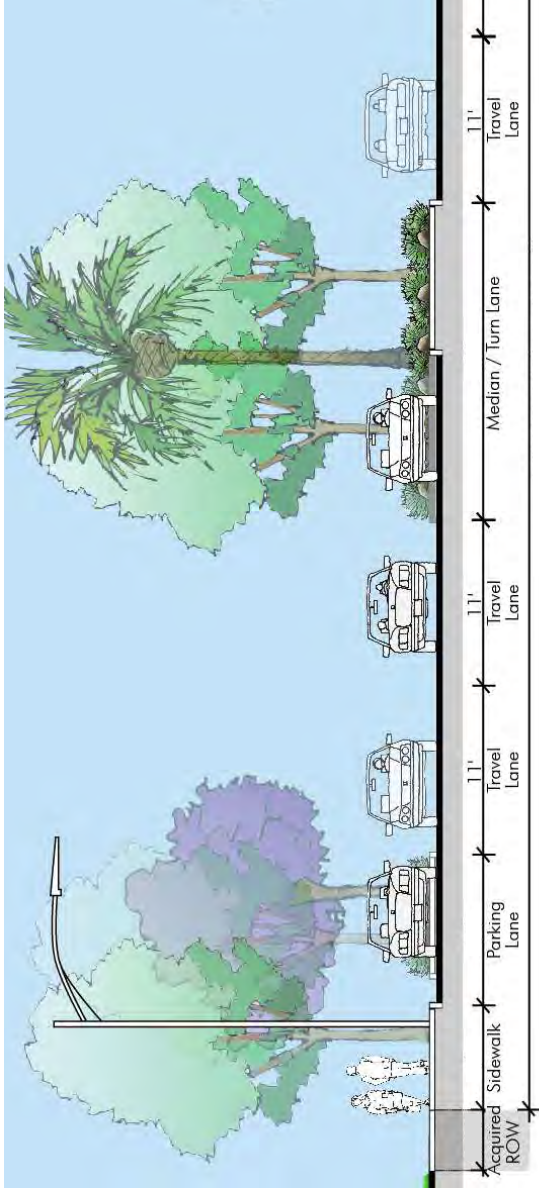 Acquired
ROW
Sidewalk
Parking
Lane
11'
Travel
Lane
11'
Travel
Lane
Median / Turn Lane
11'
Travel
Lane